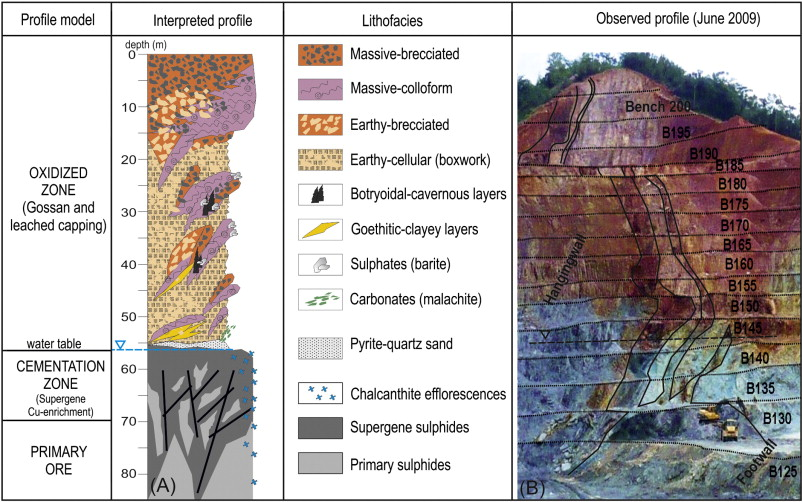 Profile model
Interpreted profile
Lithofacies
Observed profile (June 2009)
depth (m)
0
10
20
30
40
50
60
70
80
OXIDIZED
ZONE
(Gossan and
leached capping)
water table
CEMENTATION
ZONE
(Supergene
Cu-enrichment)
PRIMARY
ORE
(A)
Massive-brecciated
Massive-colloform
Earthy-brecciated
Earthy-cellular (boxwork)
Botryoidal-cavernous layers
Goethitic-clayey layers
Sulphates (barite)
Carbonates (malachite)
Pyrite-quartz sand
Chalcanthite efflorescences
Supergene sulphides
Primary sulphides
Bench 200
B195
B190
B185
B180
B175
B170
B165
B160
B155
B150
B145
B140
B135
B130
B125
Hangingwall
Footwall
(B)